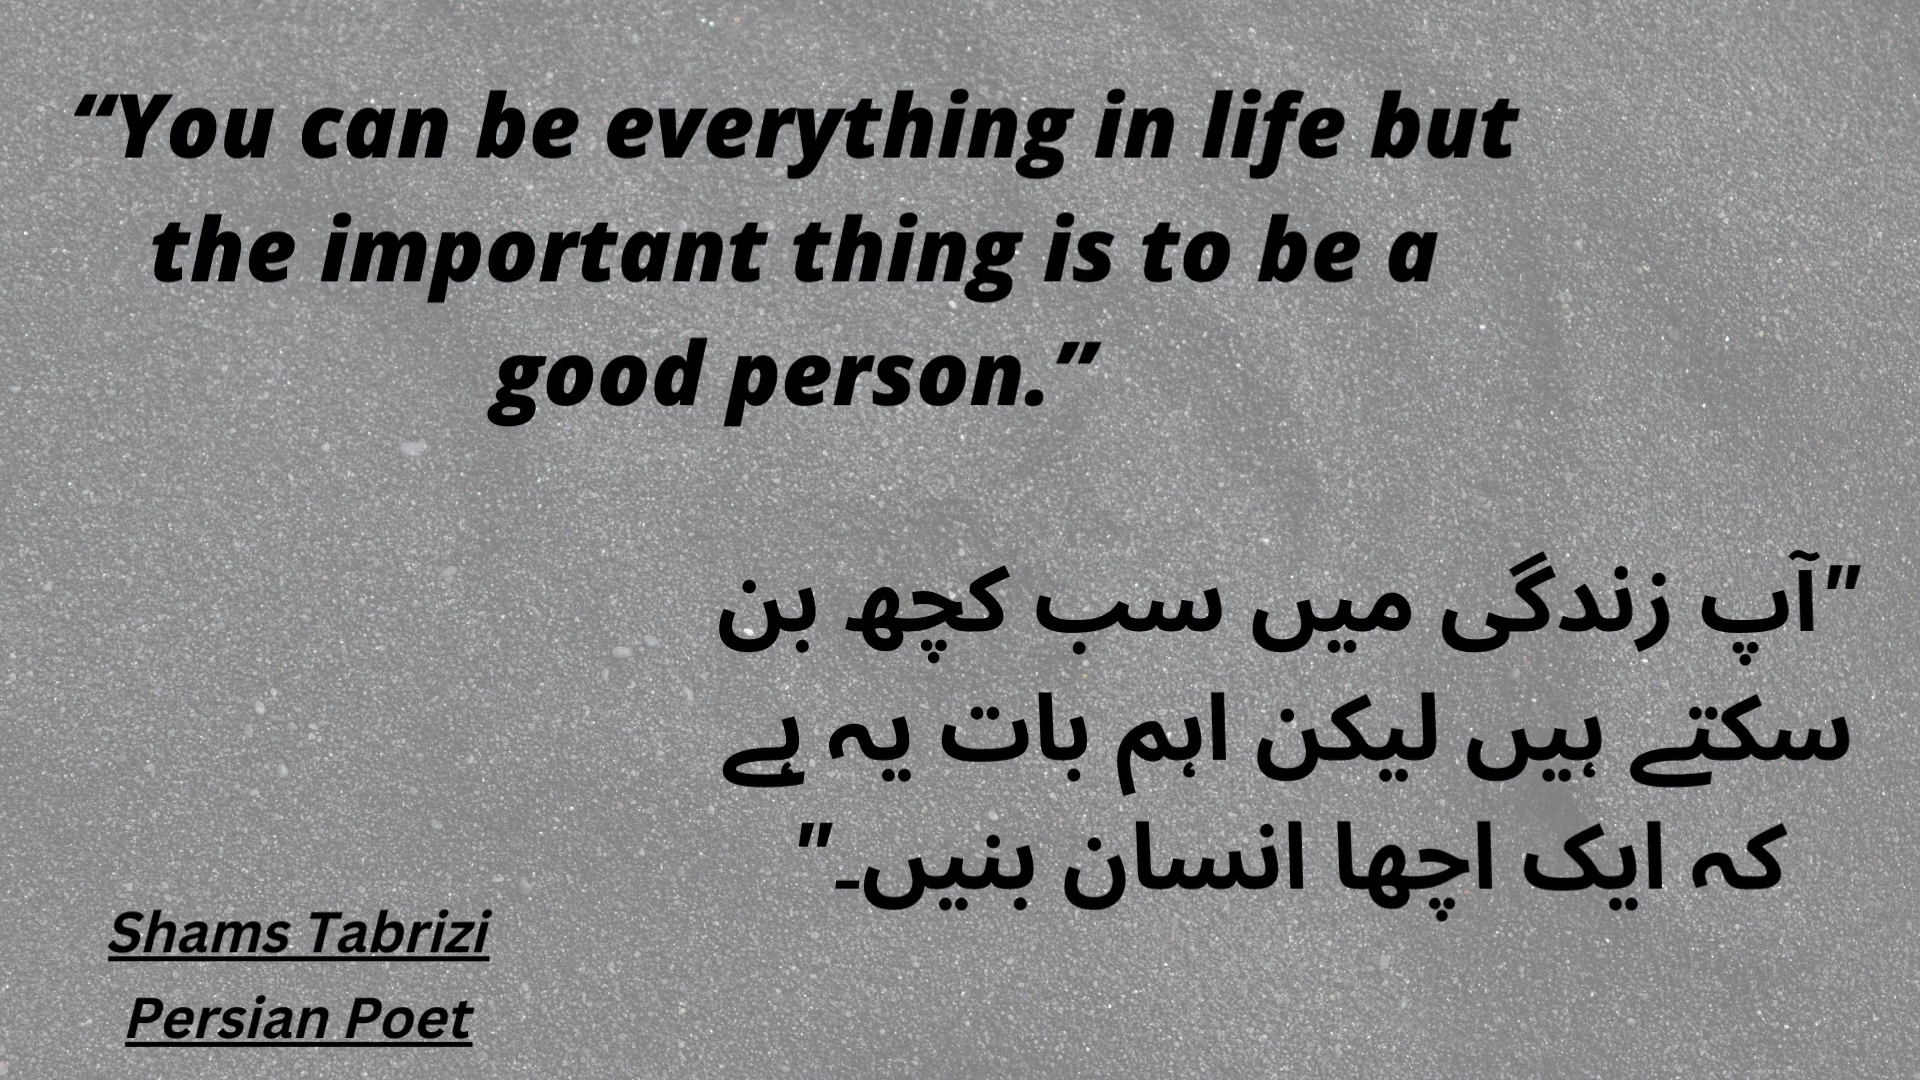 “You can be everything in life but
the important thing is to be a
good person.”
"آپ زندگی میں سب کچھ بن
سکتے ہیں لیکن اہم بات یہ ہے
کہ ایک اچھا انسان بنیں۔"
Shams Tabrizi
Persian Poet